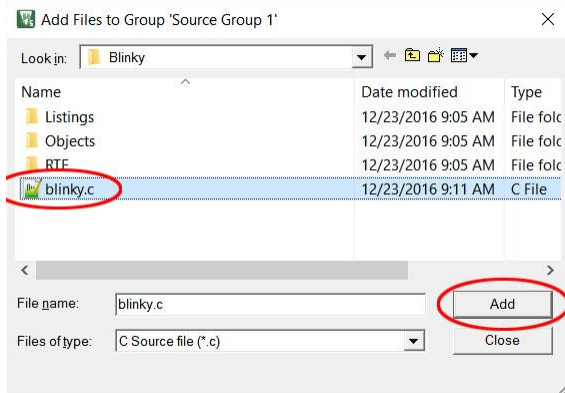 Add Files to Group 'Source Group 1'
Look in: Blinky
Name Date modified Type
Listings 12/23/2016 9:05 AM File fold
Objects 12/23/2016 9:05 AM File fold
RTE 12/23/2016 9:05 AM File fold
blinky.c 12/23/2016 9:11 AM C File
File name: blinky.c Add
Files of type: C Source file (*.c) Close